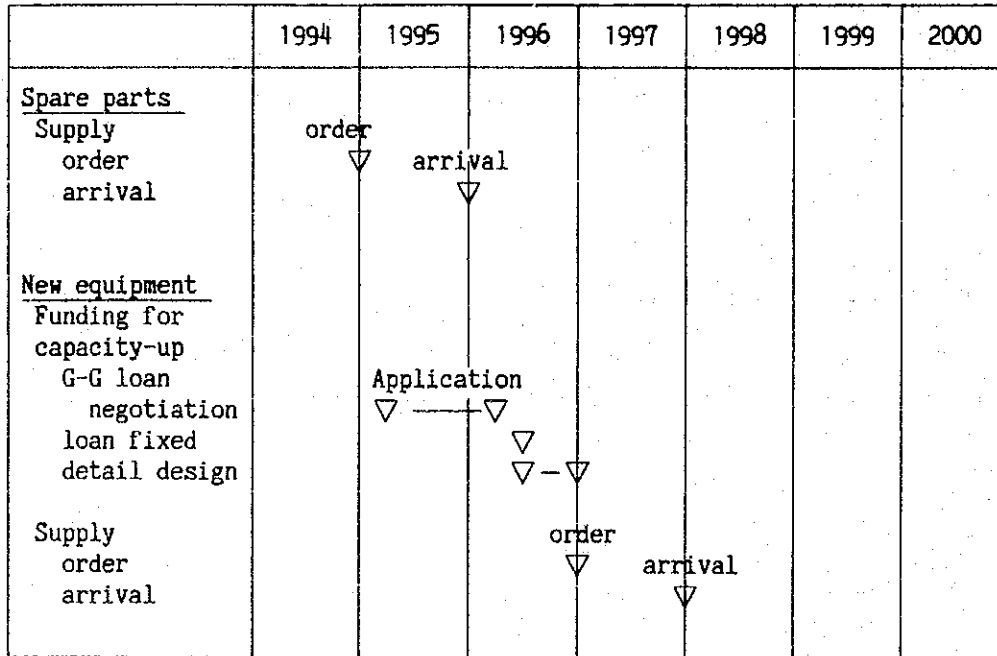 1994 1995 1996 1997 1998 1999 2000
Spare parts
Supply order
order arrival
arrival
New equipment
Funding for
capacity-up
G-G loan Application
negotiation
loan fixed
detail design
Supply order
order arrival
arrival